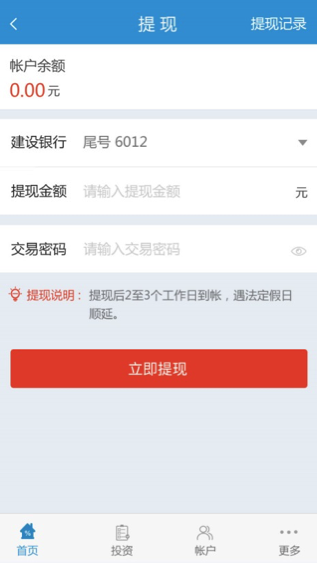 提现
提现记录
帐户余额
0.00元
建设银行 尾号 6012
提现金额 请输入提现金额 元
交易密码 请输入交易密码
提现说明： 提现后2至3个工作日到帐，遇法定假日
顺延。
立即提现
首页 投资 帐户 更多